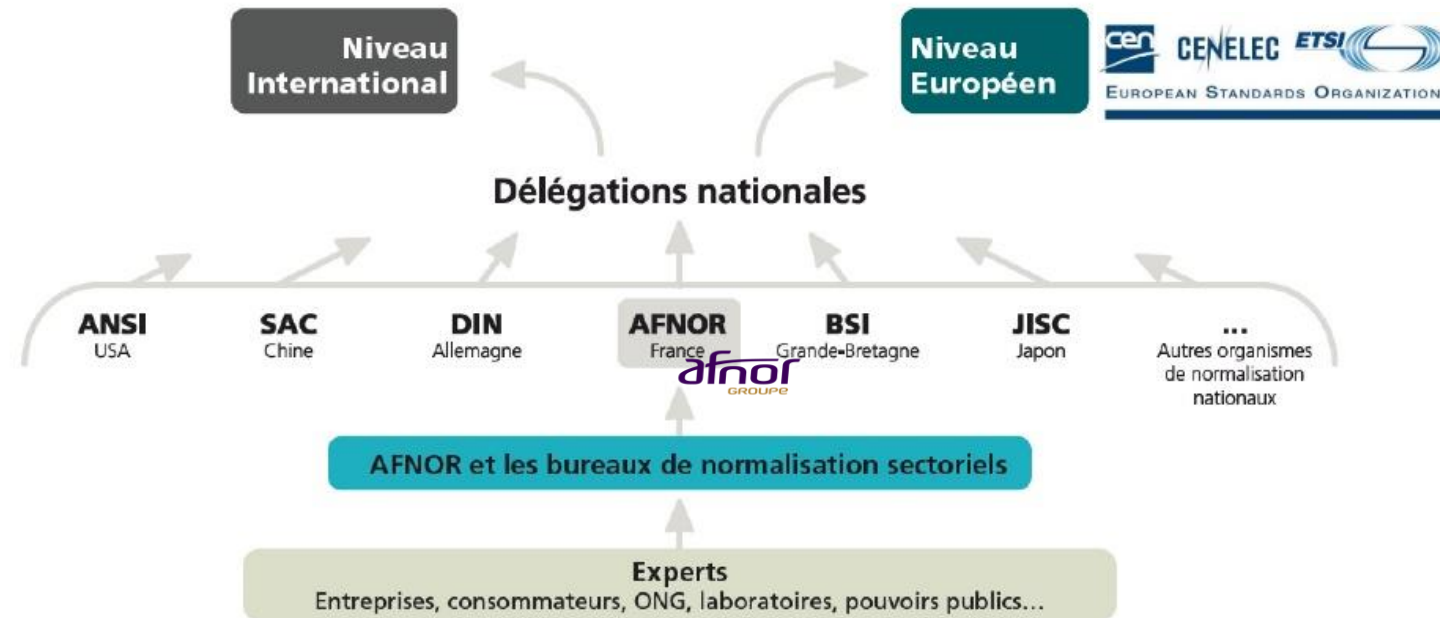 Niveau
International
Niveau
Européen
cen CENELEC ETSI
EUROPEAN STANDARDS ORGANIZATION
Délégations nationales
ANSI
USA
SAC
Chine
DIN
Allemagne
AFNOR
France
afnor
GROUPE
BSI
Grande-Bretagne
JISC
Japon
...
Autres organismes
de normalisation
nationaux
AFNOR et les bureaux de normalisation sectoriels
Experts
Entreprises, consommateurs, ONG, laboratoires, pouvoirs publics...